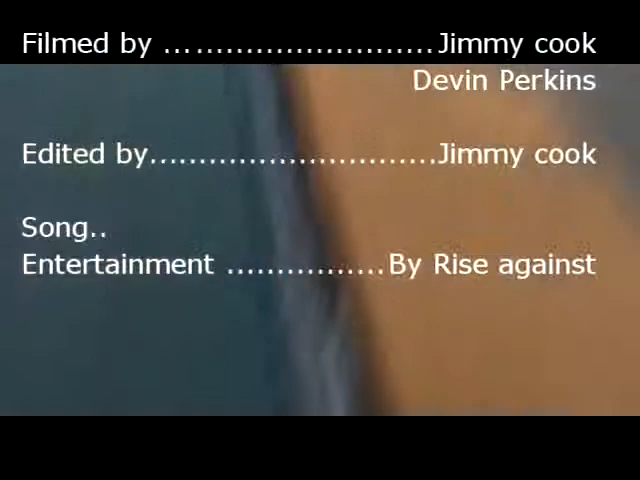 Filmed by ............................Jimmy cook
Devin Perkins
Edited by.............................Jimmy cook
Song..
Entertainment ................By Rise against